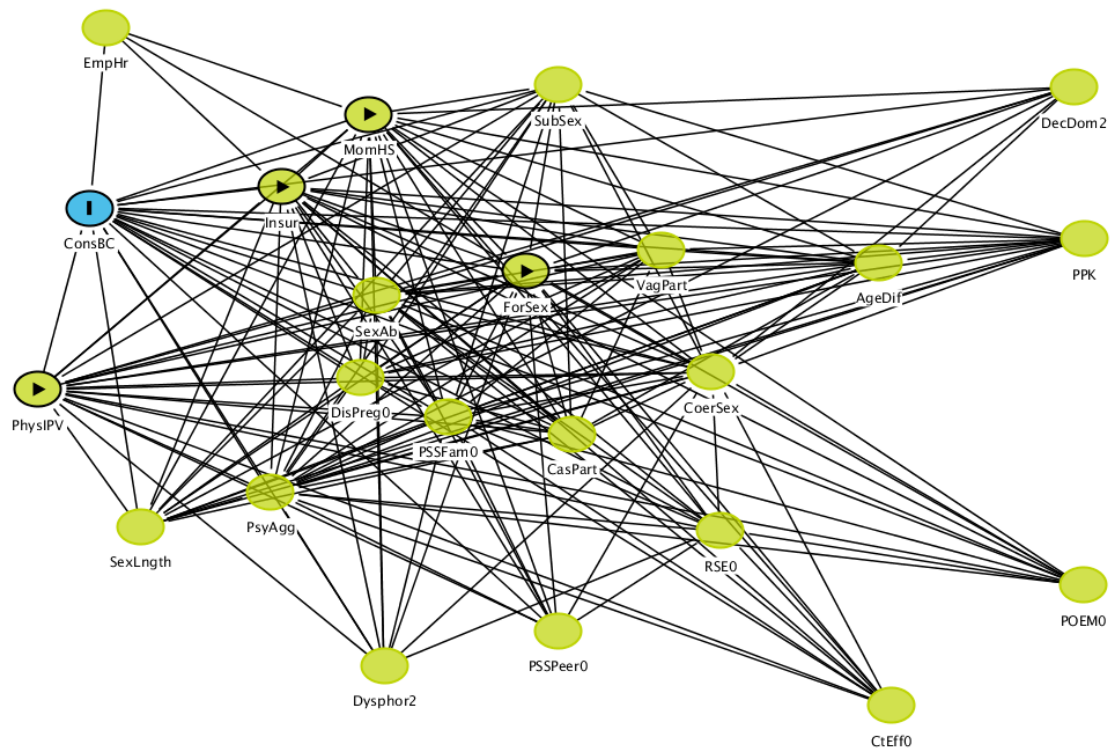 EmpHr
SubSex
DecDom2
MomHS
Insur
ConsBC
PPK
VagPart
AgeDif
ForSex
SexAb
DisPreg0
CoerSex
PhysIPV
PSSFam0
CasPart
PsyAgg
SexLngth
RSE0
POEM0
PSSPeer0
Dysphor2
CtEff0